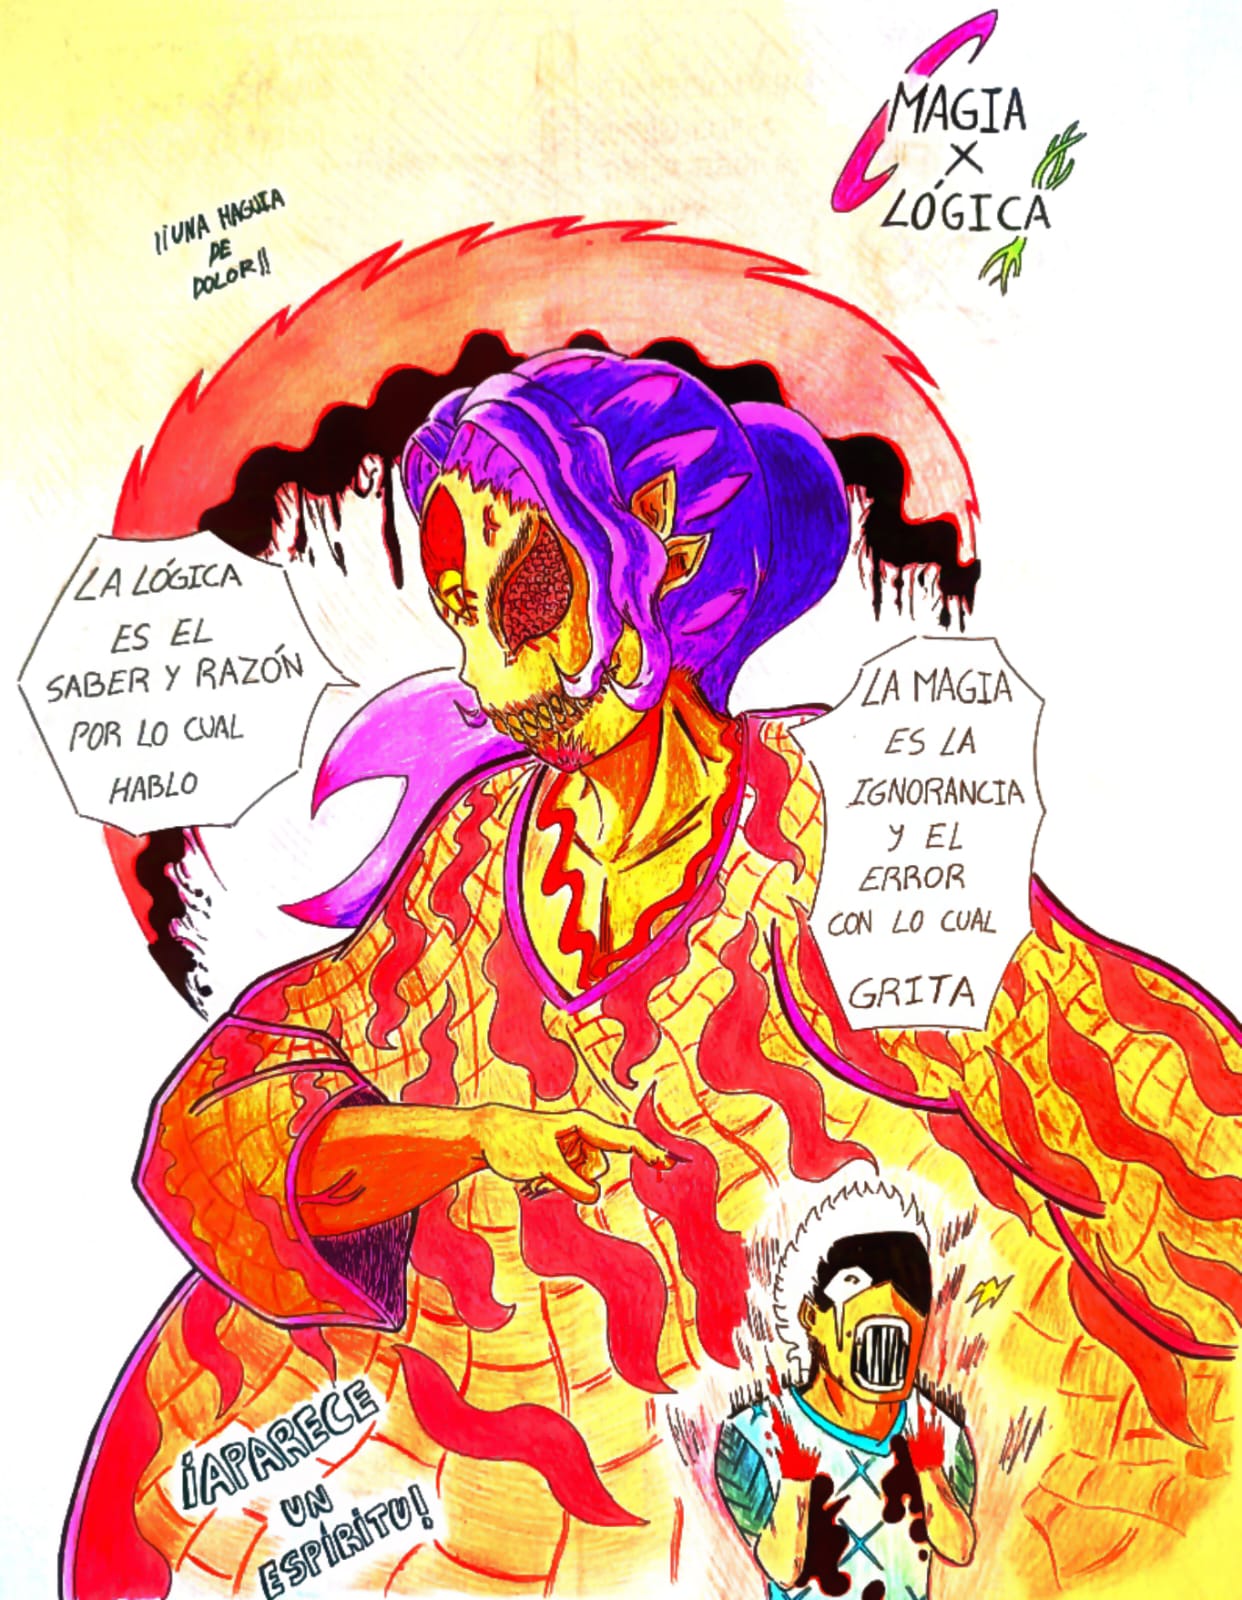 MAGIA
X
LÓGICA
¡¡UNA MAGUIA
DE
DOLOR!!
LA LÓGICA
ES EL
SABER Y RAZÓN
POR LO CUAL
HABLO
LA MAGIA
ES LA
IGNORANCIA
Y EL
ERROR
CON LO CUAL
GRITA
¡APARECE
UN
ESPÍRITU!